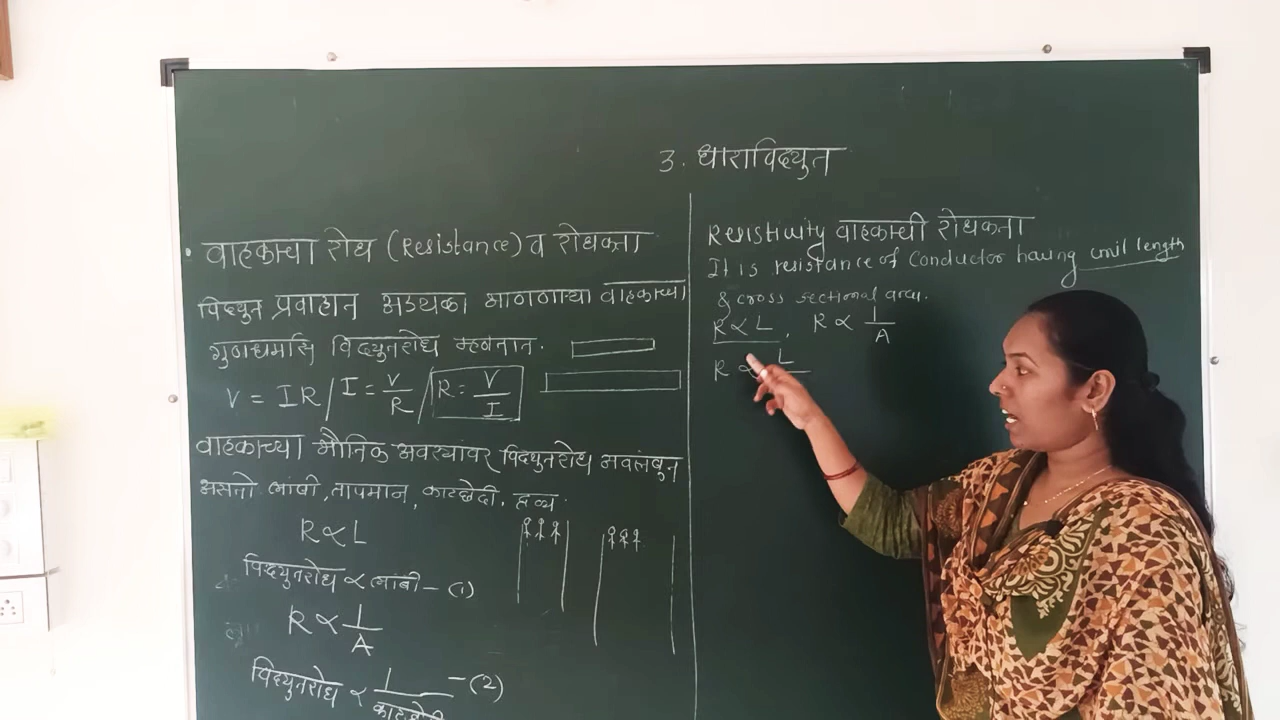 3. धाराविद्युत
• वाहकाचा रोध (Resistance) व रोधकता
विद्युत प्रवाहात अडथळा आणणाऱ्या वाहकाच्या
गुणधर्मास विद्युतरोध म्हणतात.
V = IR / I = V/R / R = V/I
वाहकाच्या भौतिक अवस्थांवर विद्युतरोध अवलंबुन
असतो लांबी, तापमान, काटछेदी, द्रव्य.
R ∝ L
विद्युतरोध ∝ लांबी - (1)
R ∝ 1/A
विद्युतरोध ∝ 1/काटछेदी - (2)
Resistivity वाहकाची रोधकता
It is resistance of conductor having unit length
& cross sectional area.
R ∝ L, R ∝ 1/A
R ∝ L